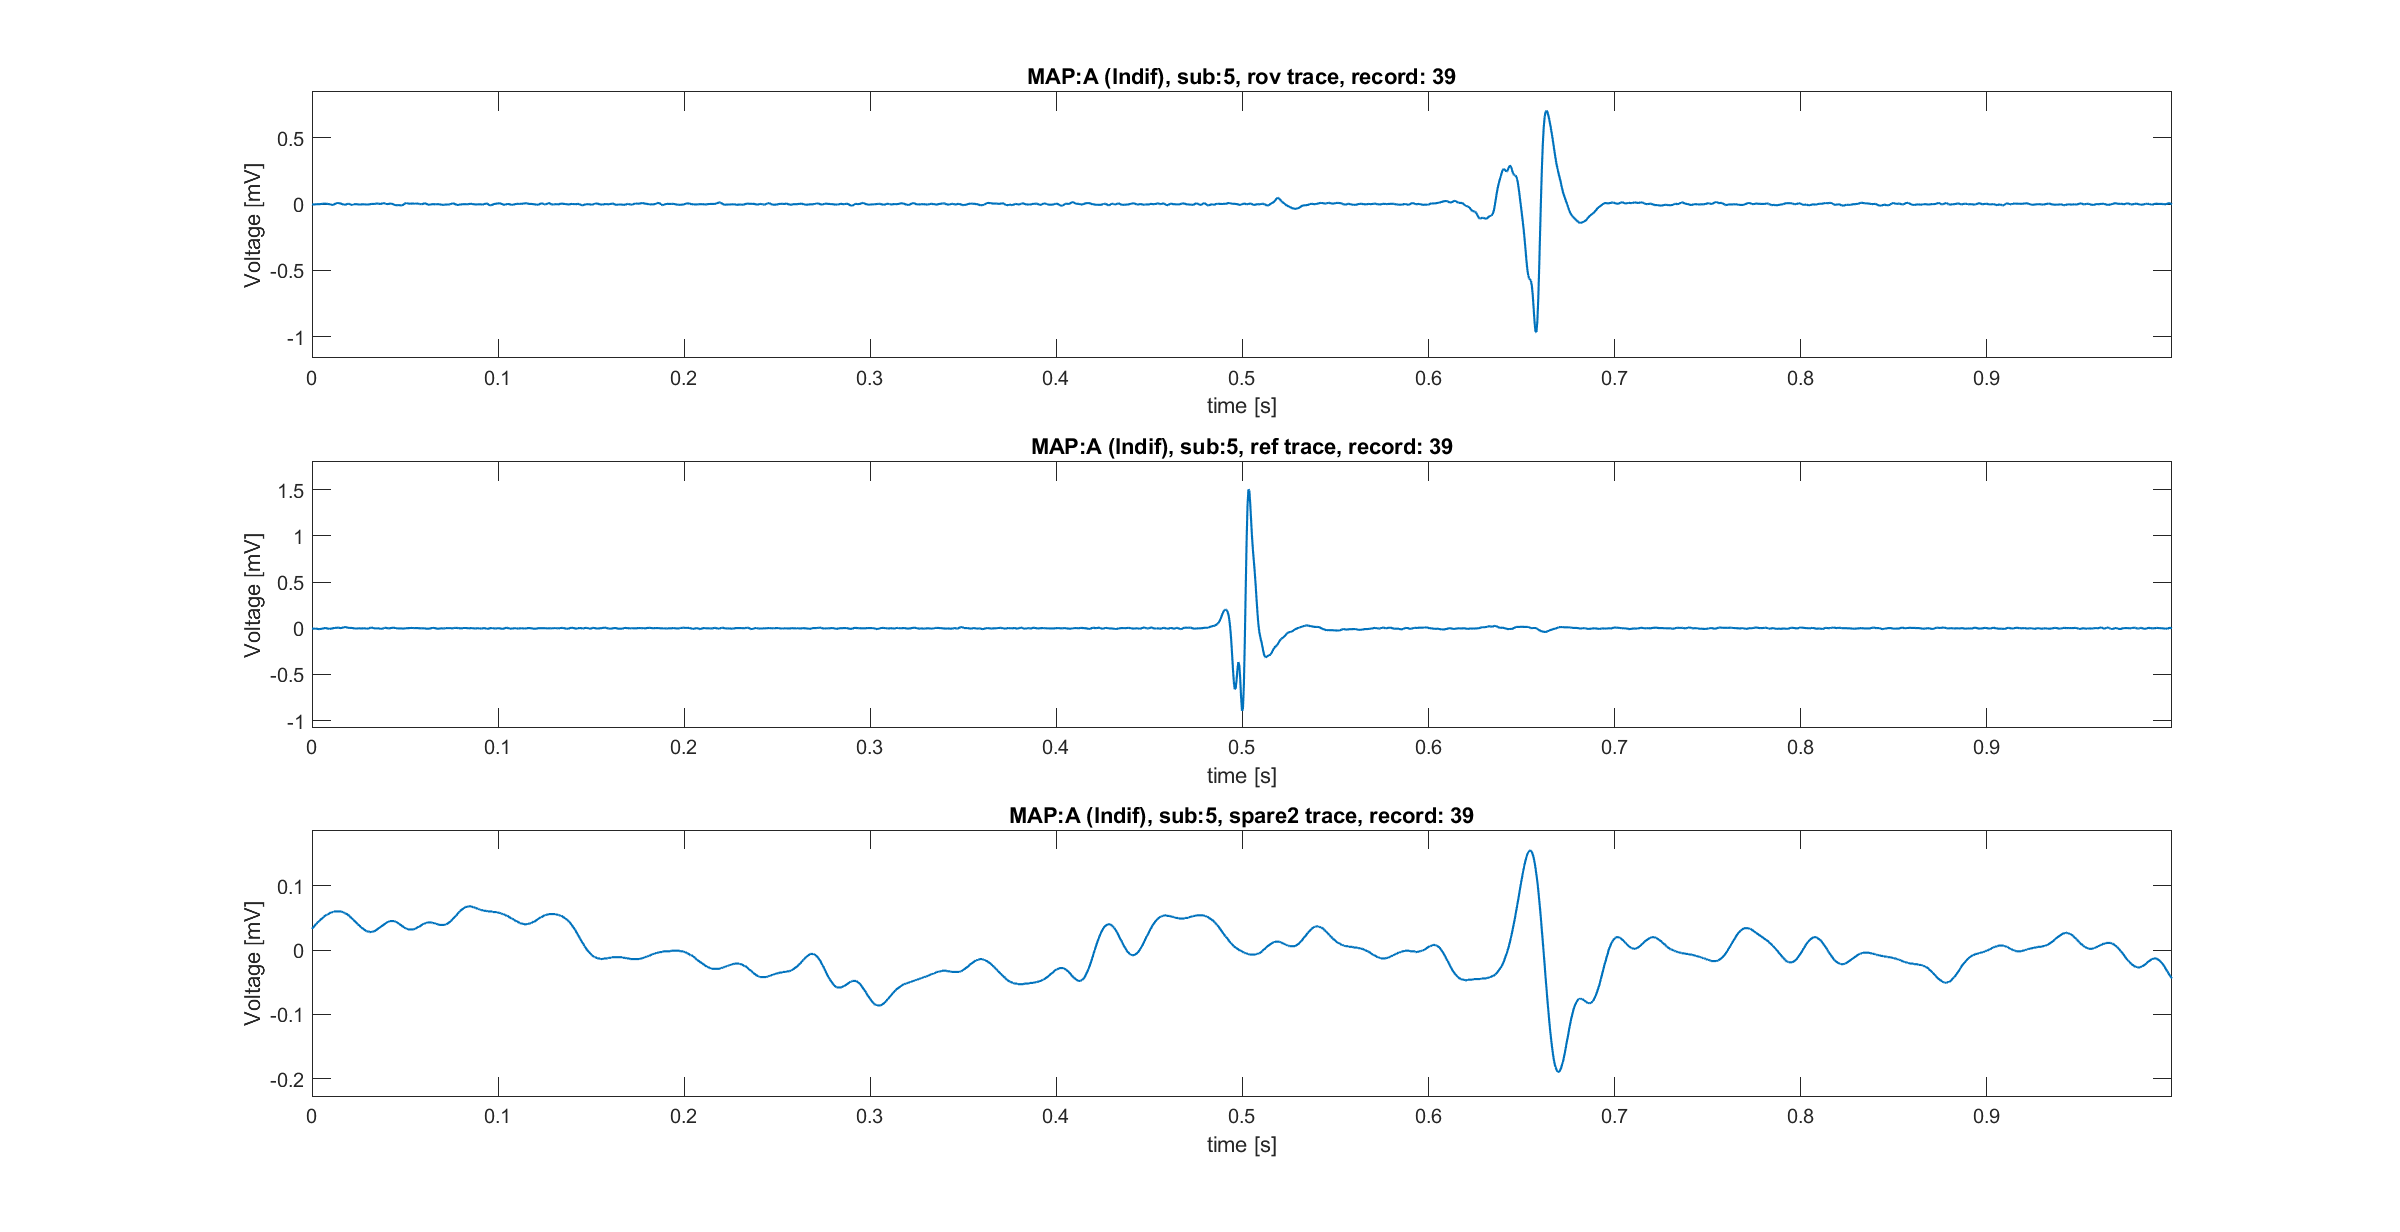 MAP:A (Indif), sub:5, rov trace, record: 39
Voltage [mV]
0.5
0
-0.5
-1
0 0.1 0.2 0.3 0.4 0.5 0.6 0.7 0.8 0.9
time [s]
MAP:A (Indif), sub:5, ref trace, record: 39
Voltage [mV]
1.5
1
0.5
0
-0.5
-1
0 0.1 0.2 0.3 0.4 0.5 0.6 0.7 0.8 0.9
time [s]
MAP:A (Indif), sub:5, spare2 trace, record: 39
Voltage [mV]
0.1
0
-0.1
-0.2
0 0.1 0.2 0.3 0.4 0.5 0.6 0.7 0.8 0.9
time [s]